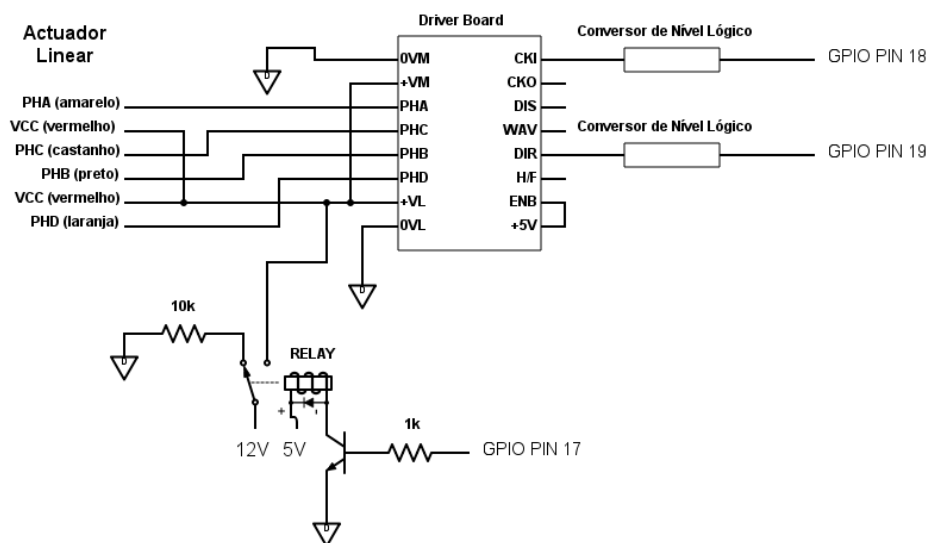 Driver Board
Actuador
Linear
Conversor de Nível Lógico
0VM
CKI
GPIO PIN 18
+VM
CKO
PHA (amarelo)
PHA
DIS
VCC (vermelho)
PHC
WAV
Conversor de Nível Lógico
PHC (castanho)
PHB
DIR
GPIO PIN 19
PHB (preto)
PHD
H/F
VCC (vermelho)
+VL
ENB
PHD (laranja)
0VL
+5V
D
D
10k
RELAY
D
+
-
12V
5V
1k
GPIO PIN 17
D